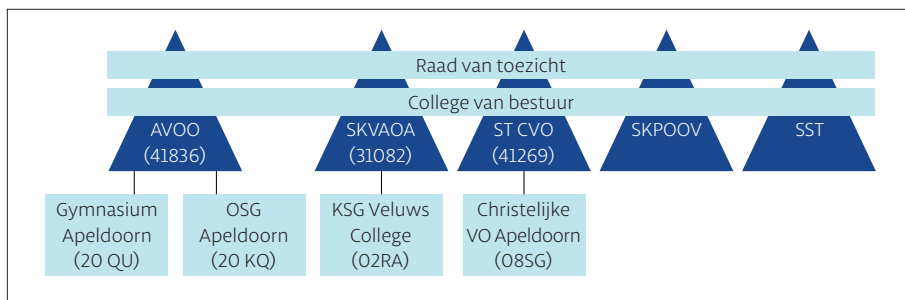 Raad van toezicht
College van bestuur
AVOO
(41836)
SKVAOA
(31082)
ST CVO
(41269)
SKPOOV
SST
Gymnasium
Apeldoorn
(20 QU)
OSG
Apeldoorn
(20 KQ)
KSG Veluws
College
(02RA)
Christelijke
VO Apeldoorn
(08SG)